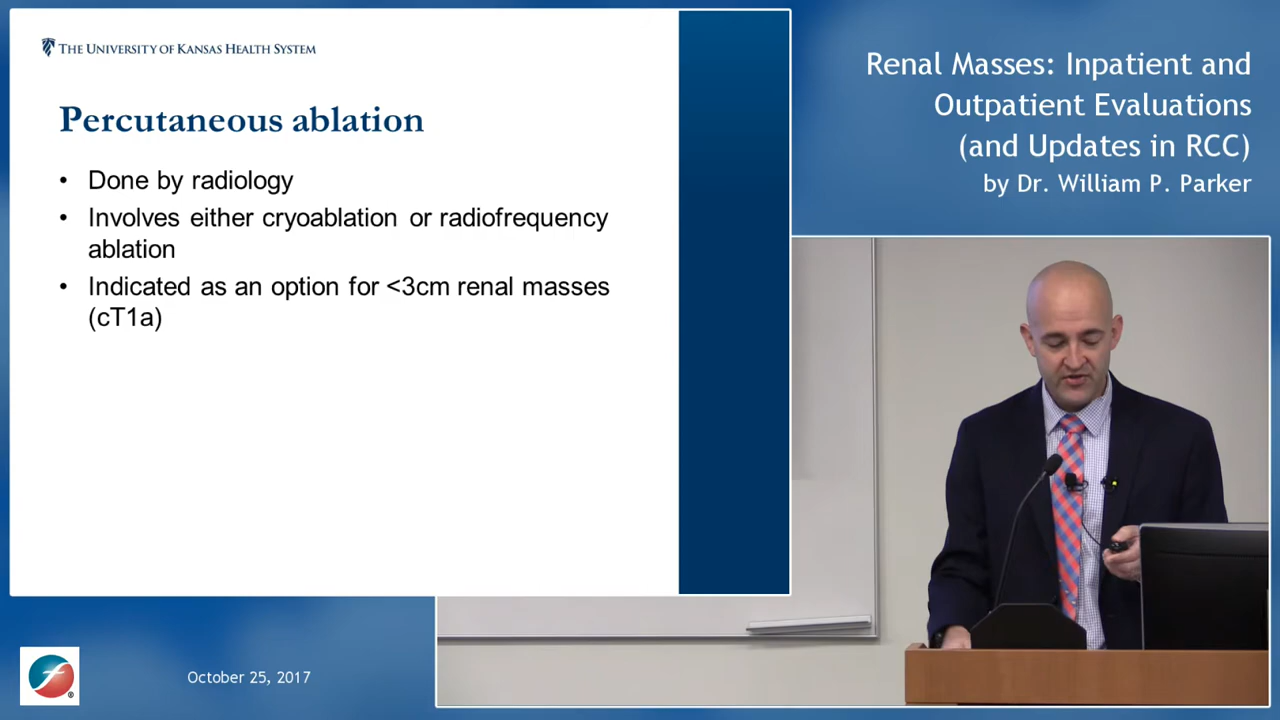 THE UNIVERSITY OF KANSAS HEALTH SYSTEM
Percutaneous ablation
• Done by radiology
• Involves either cryoablation or radiofrequency
ablation
• Indicated as an option for <3cm renal masses
(cT1a)
Renal Masses: Inpatient and
Outpatient Evaluations
(and Updates in RCC)
by Dr. William P. Parker
October 25, 2017
®